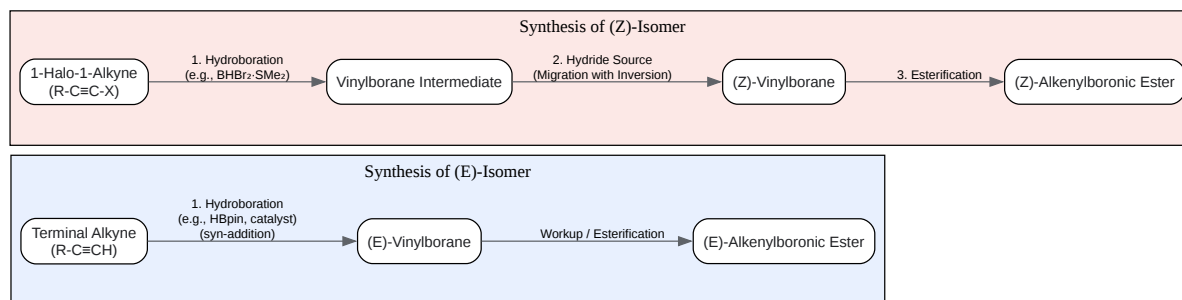 Synthesis of (Z)-Isomer
1-Halo-1-Alkyne
(R-C≡C-X)
1. Hydroboration
(e.g., BHBr₂·SMe₂)
Vinylborane Intermediate
2. Hydride Source
(Migration with Inversion)
(Z)-Vinylborane
3. Esterification
(Z)-Alkenylboronic Ester
Synthesis of (E)-Isomer
Terminal Alkyne
(R-C≡CH)
1. Hydroboration
(e.g., HBpin, catalyst)
(syn-addition)
(E)-Vinylborane
Workup / Esterification
(E)-Alkenylboronic Ester